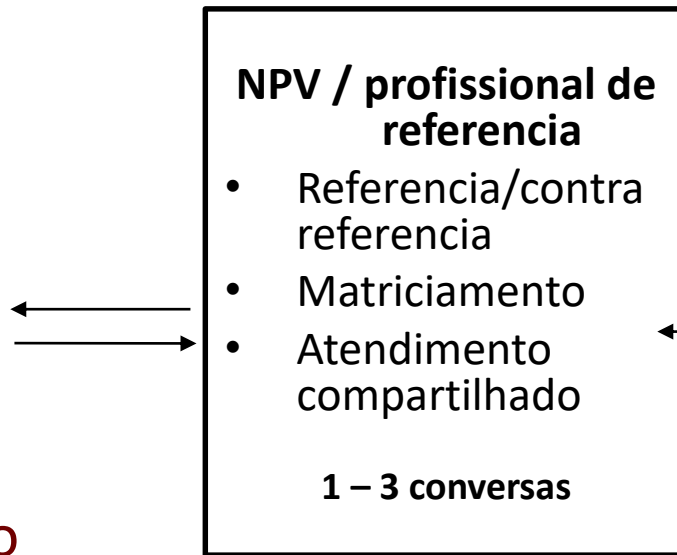 NPV / profissional de
referencia
• Referencia/contra
referencia
• Matriciamento
• Atendimento
compartilhado
1 – 3 conversas
o